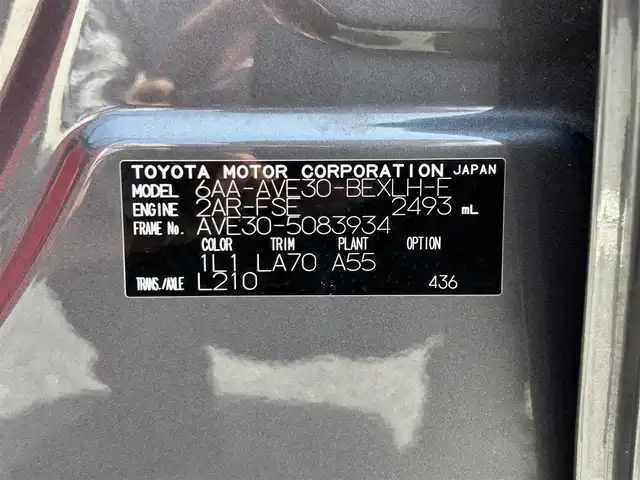 TOYOTA MOTOR CORPORATION JAPAN
MODEL 6AA-AVE30-BEXLH-E
ENGINE 2AR-FSE 2493 mL
FRAME No. AVE30-5083934
COLOR TRIM PLANT OPTION
1L1 LA70 A55
TRANS./AXLE L210 436